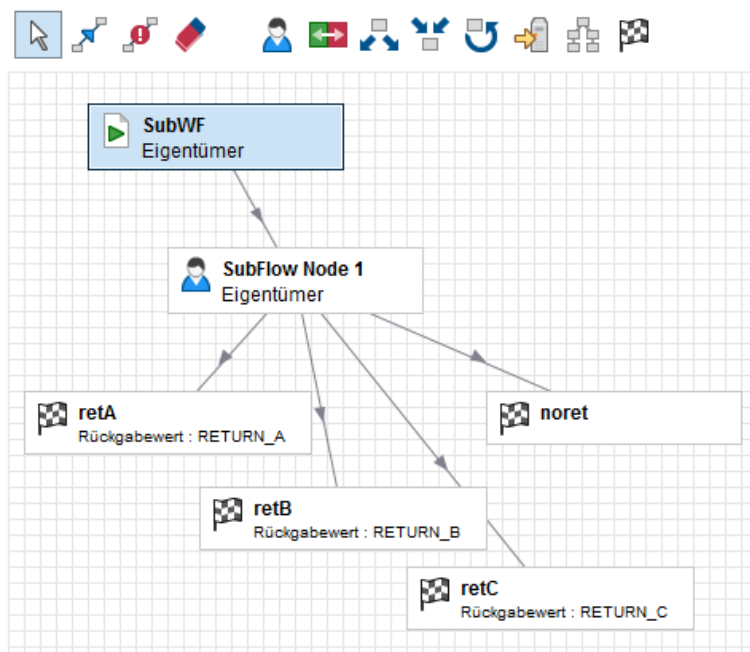 SubWF
Eigentümer
SubFlow Node 1
Eigentümer
retA
Rückgabewert : RETURN_A
noret
retB
Rückgabewert : RETURN_B
retC
Rückgabewert : RETURN_C